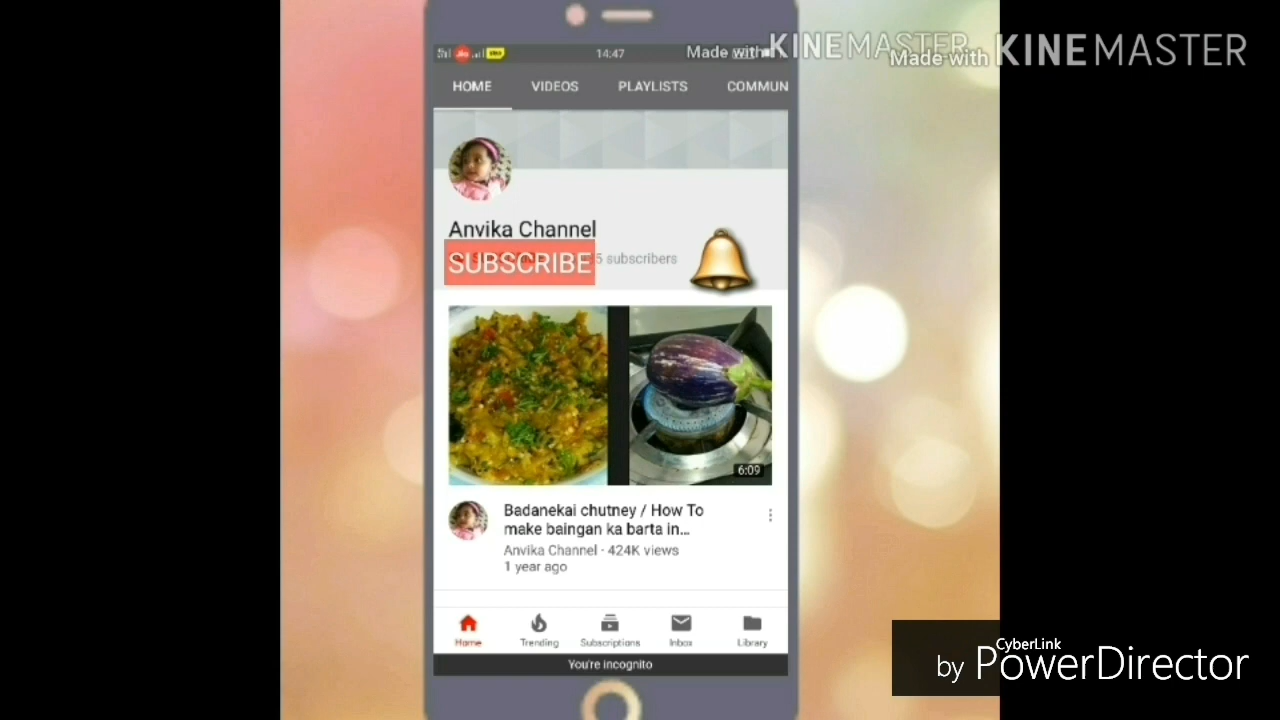 14:47
Made with KINEMASTER
Made with KINEMASTER
HOME VIDEOS PLAYLISTS COMMUN
Anvika Channel
SUBSCRIBE
5 subscribers
6:09
Badanekai chutney / How To
make baingan ka barta in...
Anvika Channel · 424K views
1 year ago
Home Trending Subscriptions Inbox Library
You're incognito
CyberLink
by PowerDirector